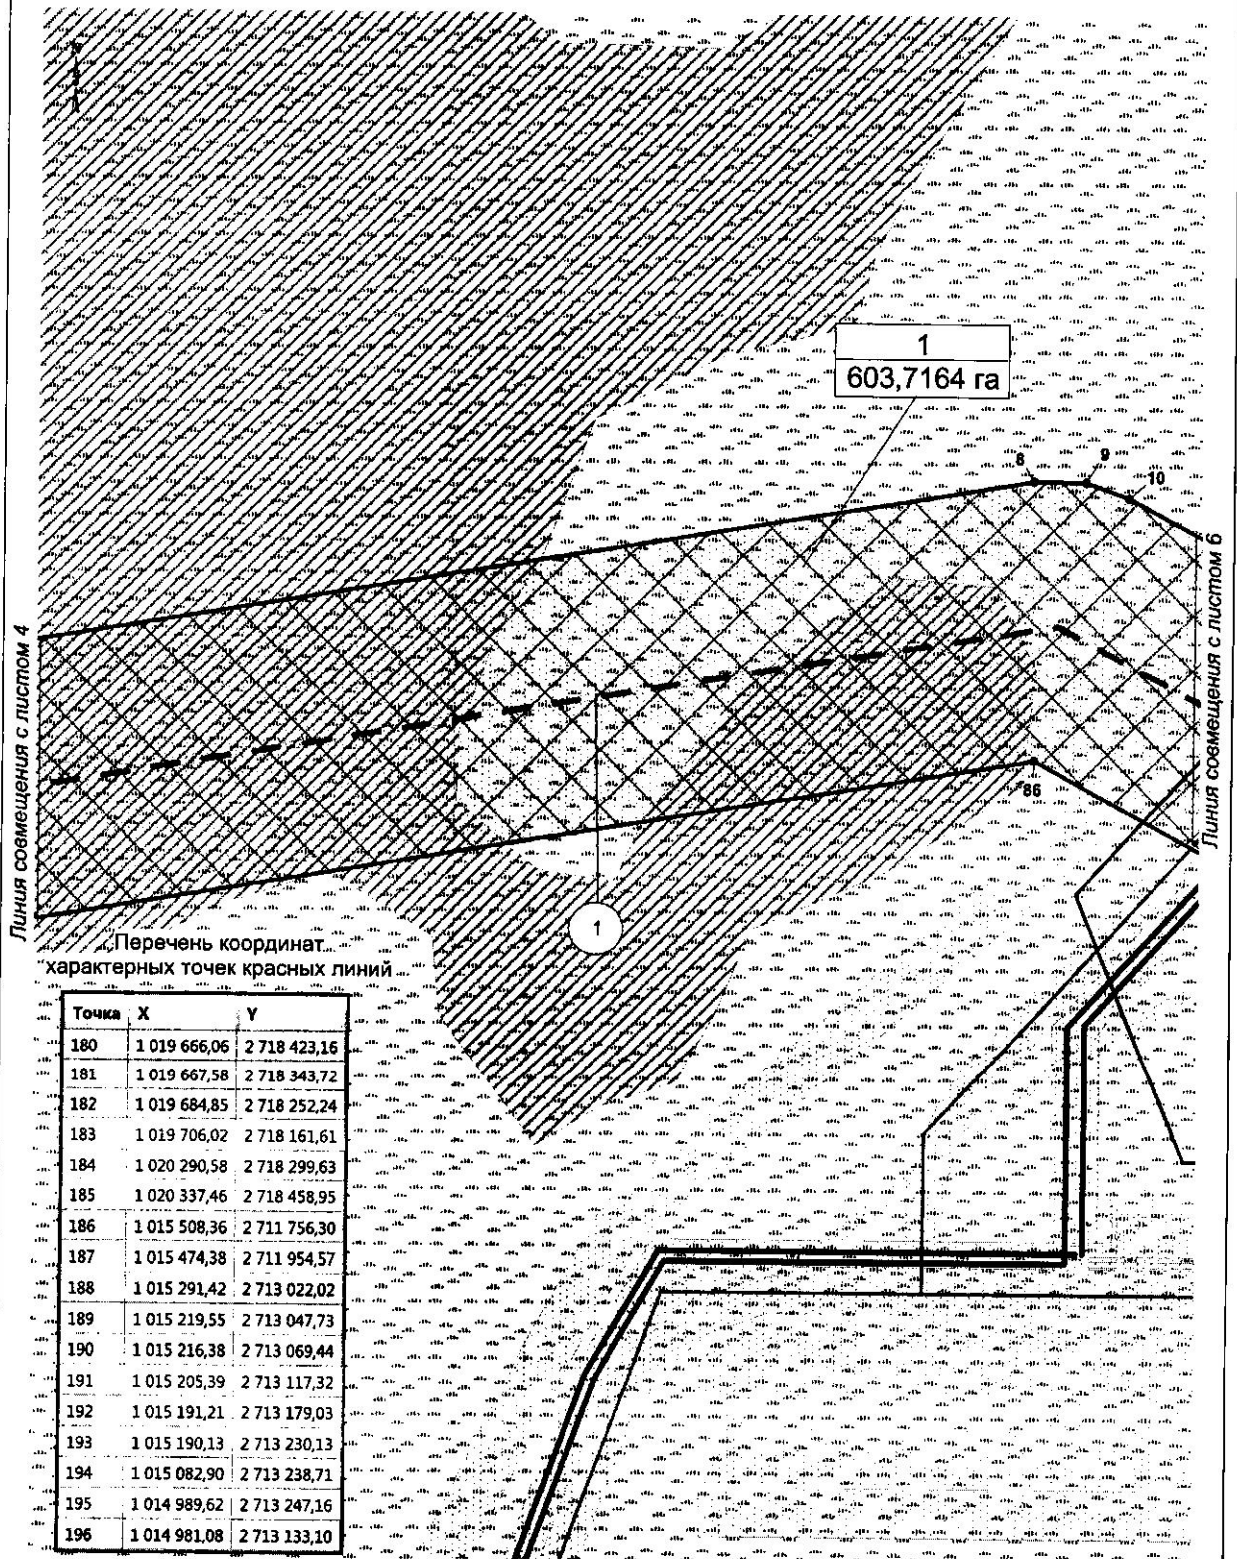 1
603,7164 га
8
9
10
Линия совмещения с листом 4
Линия совмещения с листом 6
86
1
Перечень координат
характерных точек красных линий
Точка X Y
180 1 019 666,06 2 718 423,16
181 1 019 667,58 2 718 343,72
182 1 019 684,85 2 718 252,24
183 1 019 706,02 2 718 161,61
184 1 020 290,58 2 718 299,63
185 1 020 337,46 2 718 458,95
186 1 015 508,36 2 711 756,30
187 1 015 474,38 2 711 954,57
188 1 015 291,42 2 713 022,02
189 1 015 219,55 2 713 047,73
190 1 015 216,38 2 713 069,44
191 1 015 205,39 2 713 117,32
192 1 015 191,21 2 713 179,03
193 1 015 190,13 2 713 230,13
194 1 015 082,90 2 713 238,71
195 1 014 989,62 2 713 247,16
196 1 014 981,08 2 713 133,10